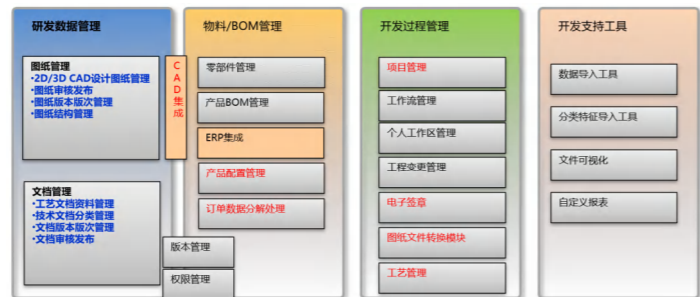 研发数据管理
图纸管理
·2D/3D CAD设计图纸管理
·图纸审核发布
·图纸版本版次管理
·图纸结构管理
文档管理
·工艺文档资料管理
·技术文档分类管理
·文档版本版次管理
·文档审核发布
CAD集成
版本管理
权限管理
物料/BOM管理
零部件管理
产品BOM管理
ERP集成
产品配置管理
订单数据分解处理
开发过程管理
项目管理
工作流管理
个人工作区管理
工程变更管理
电子签章
图纸文件转换模块
工艺管理
开发支持工具
数据导入工具
分类特征导入工具
文件可视化
自定义报表